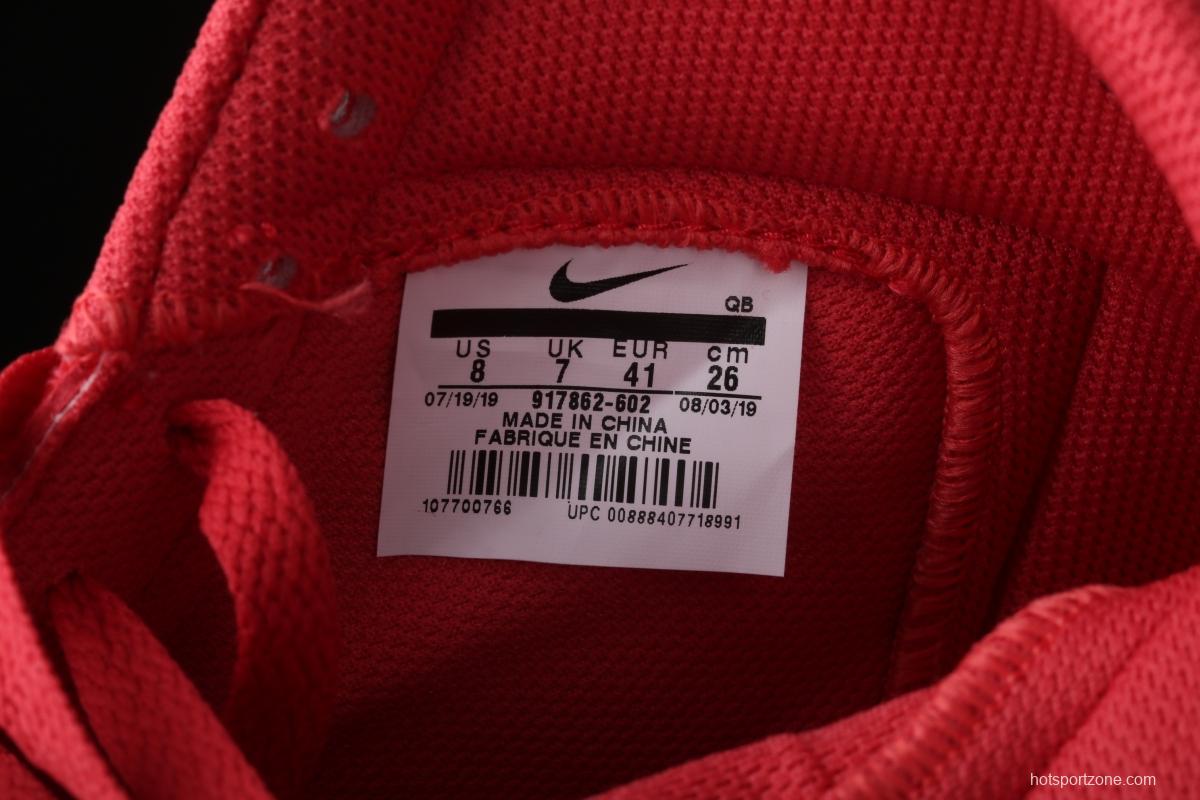 QB
US UK EUR cm
8 7 41 26
07/19/19 917862-602 08/03/19
MADE IN CHINA
FABRIQUE EN CHINE
107700766 UPC 00888407718991
hotsportzone.com